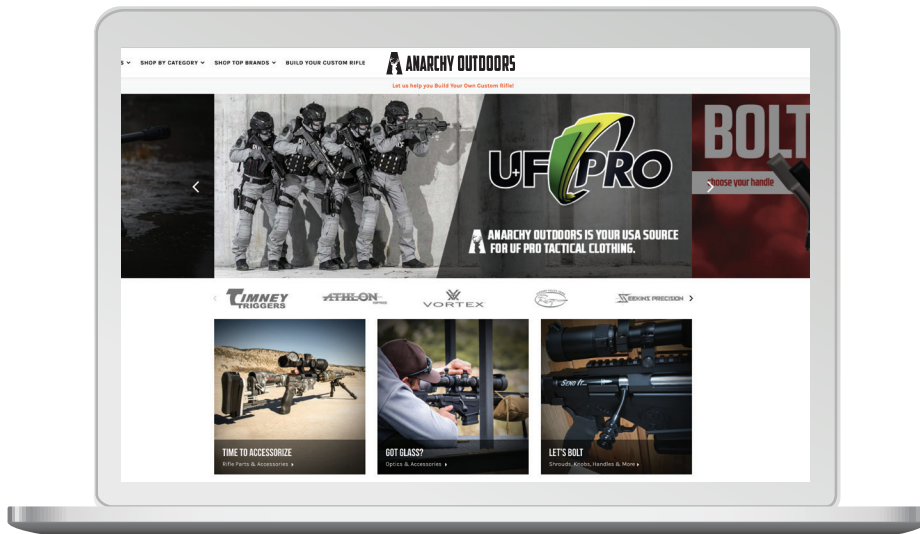 S SHOP BY CATEGORY SHOP TOP BRANDS BUILD YOUR CUSTOM RIFLE ANARCHY OUTDOORS
Let us help you Build Your Own Custom Rifle!
UF PRO
ANARCHY OUTDOORS IS YOUR USA SOURCE
FOR UF PRO TACTICAL CLOTHING.
BOLT
choose your handle
TIMNEY
TRIGGERS
ATHLON
OPTICS
VORTEX
SEEKINS PRECISION
SEND IT...
TIME TO ACCESSORIZE
Rifle Parts & Accessories
GOT GLASS?
Optics & Accessories
LET'S BOLT
Shrouds, Knobs, Handles & More